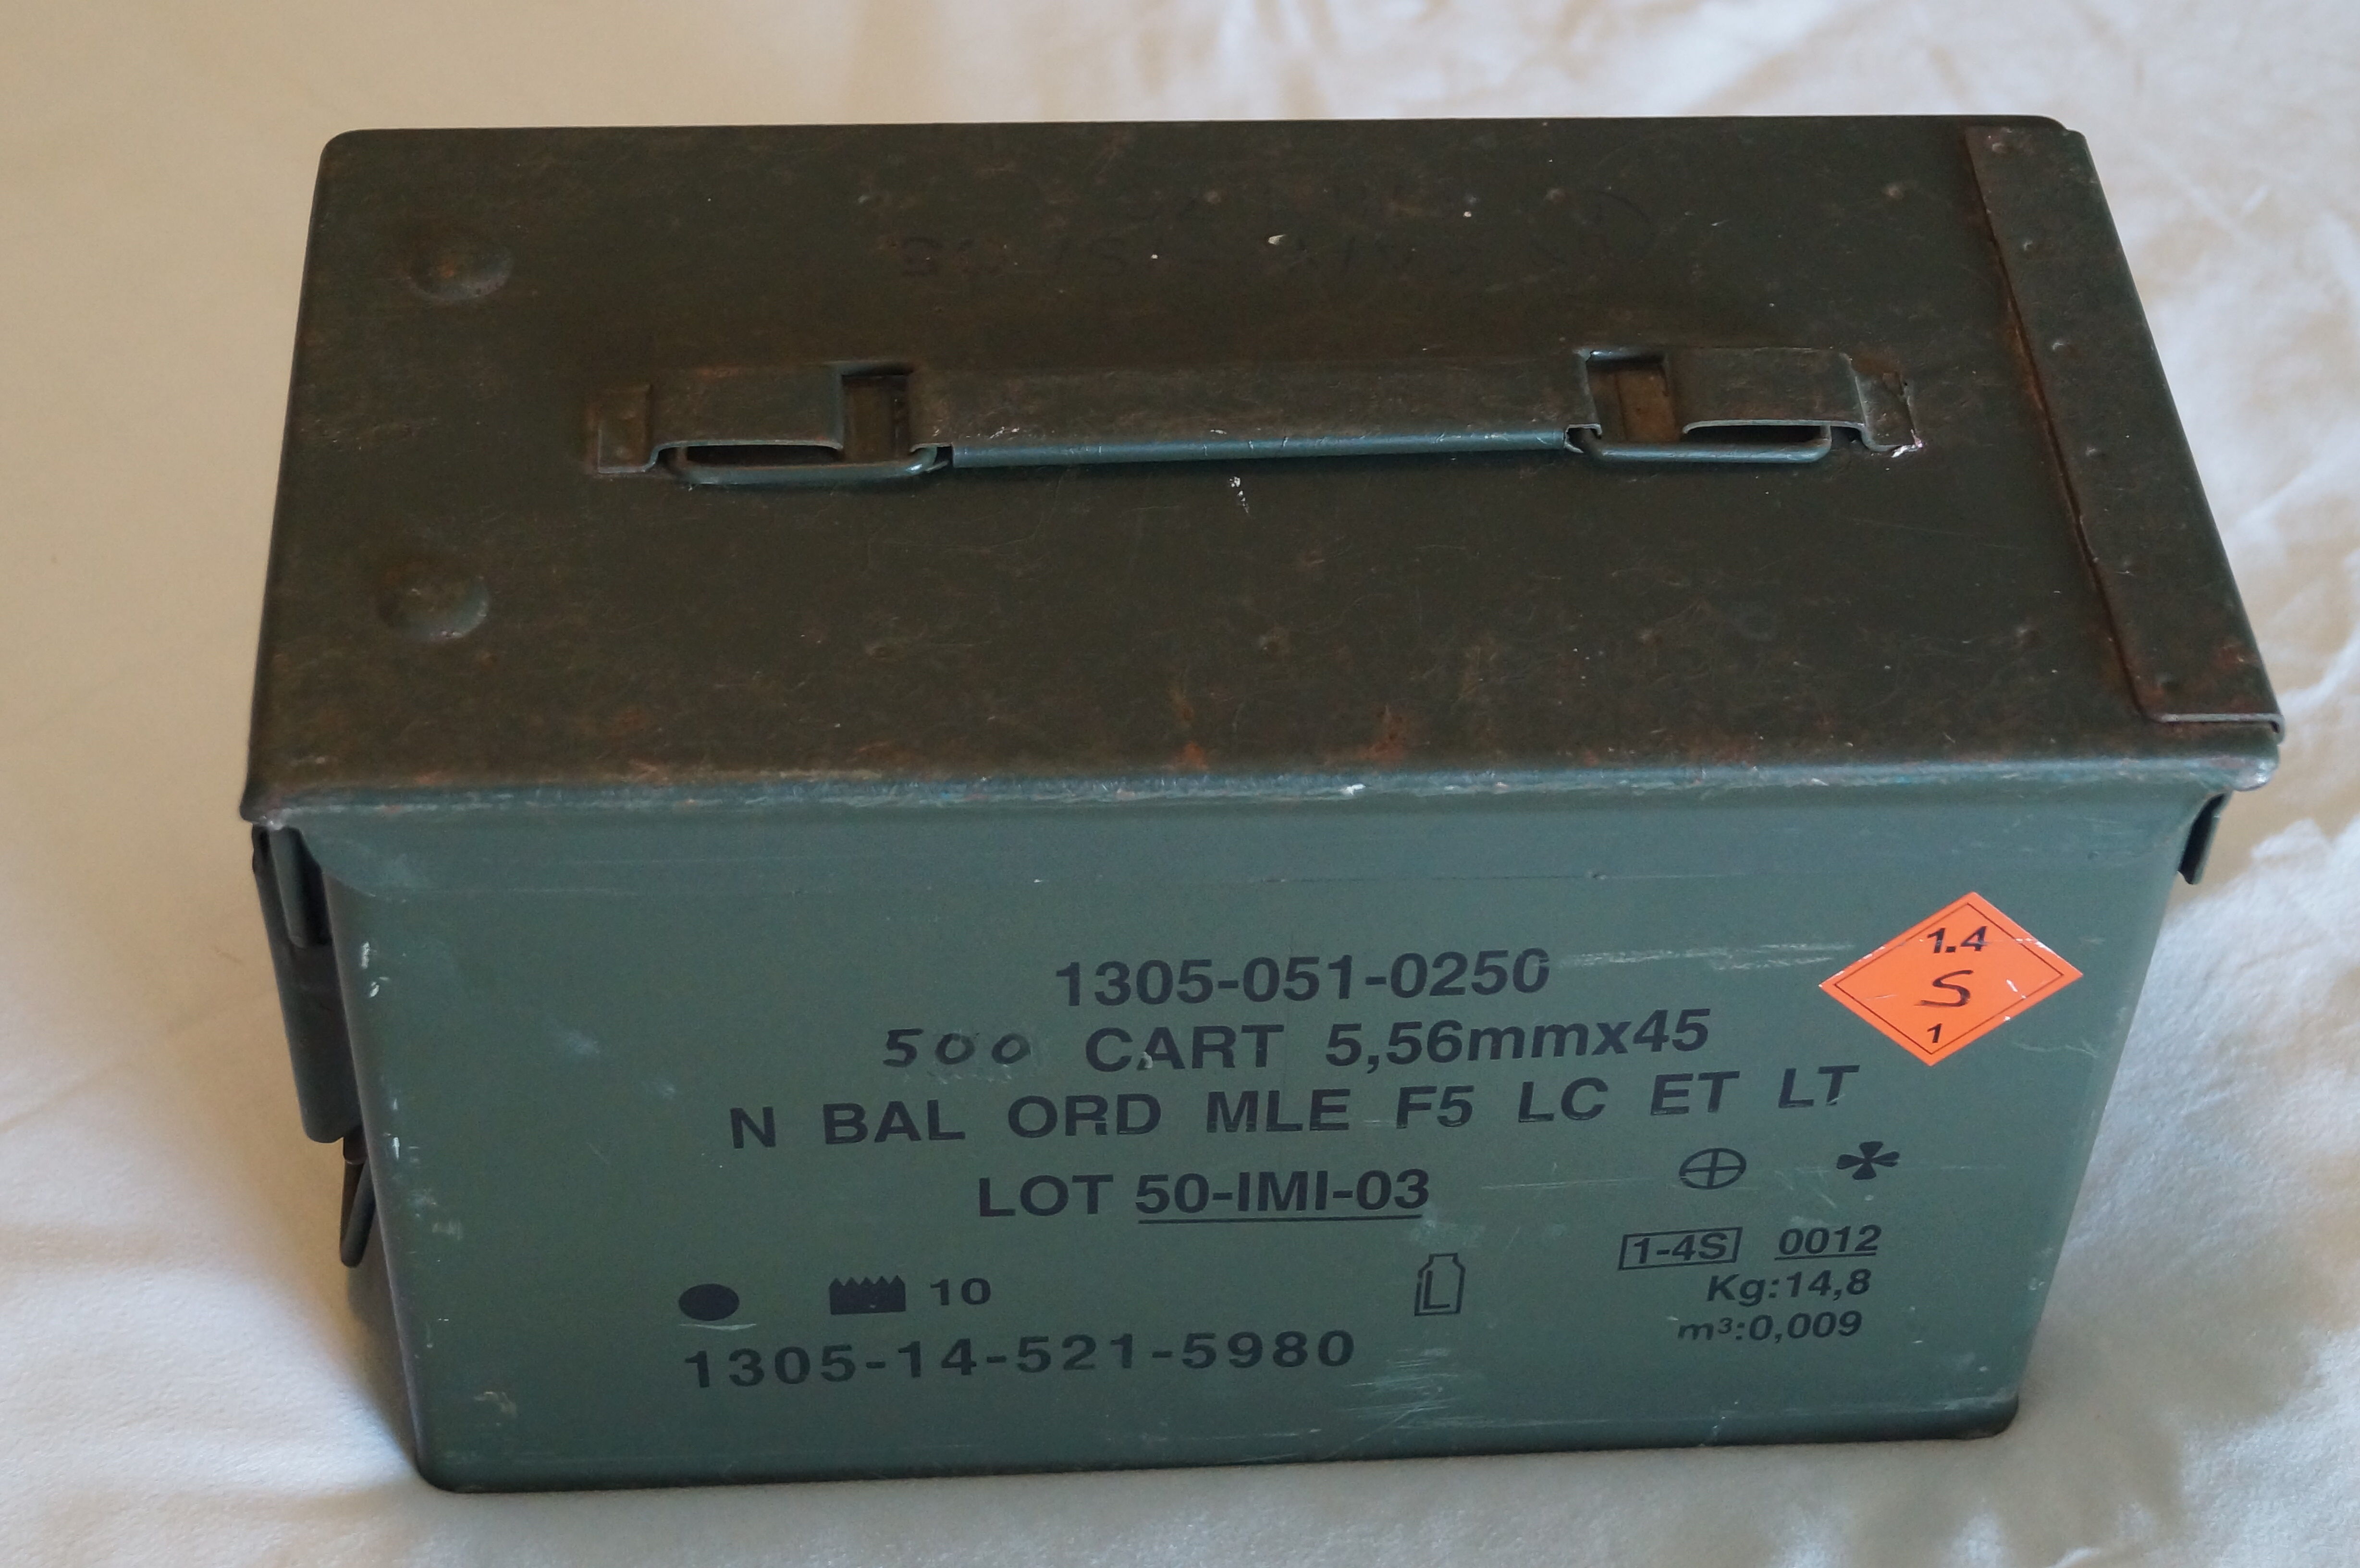 1305-051-0250
500 CART 5,56mmx45
N BAL ORD MLE F5 LC ET LT
LOT 50-IMI-03
1-4S 0012
Kg:14,8
m³:0,009
10
L
1305-14-521-5980
1.4
S
1